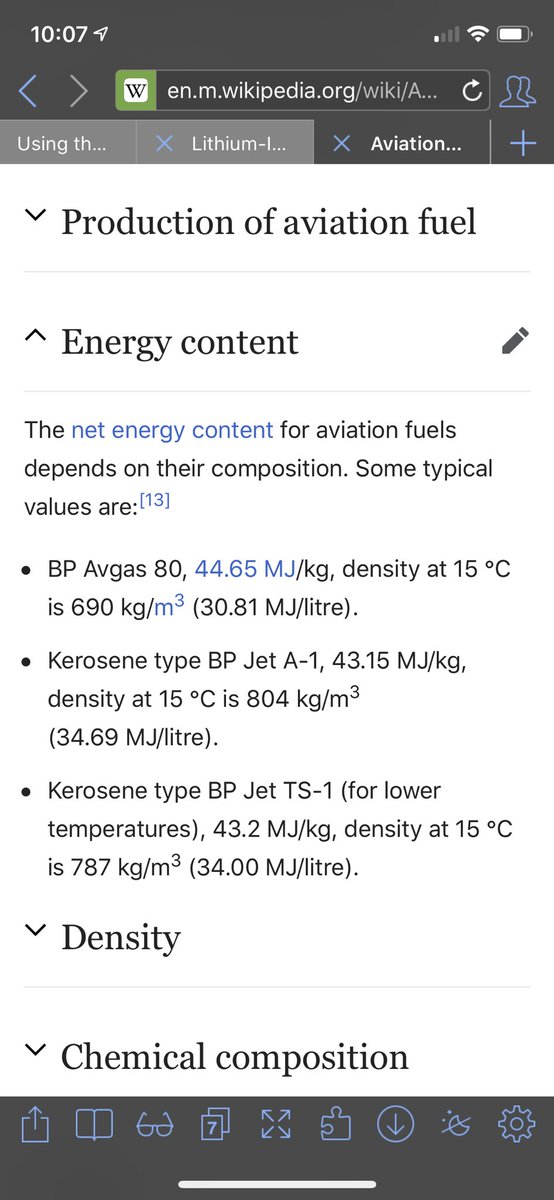 10:07
W en.m.wikipedia.org/wiki/A...
Using th... Lithium-I... Aviation...
Production of aviation fuel
Energy content
The net energy content for aviation fuels
depends on their composition. Some typical
values are:[13]
• BP Avgas 80, 44.65 MJ/kg, density at 15 °C
is 690 kg/m³ (30.81 MJ/litre).
• Kerosene type BP Jet A-1, 43.15 MJ/kg,
density at 15 °C is 804 kg/m³
(34.69 MJ/litre).
• Kerosene type BP Jet TS-1 (for lower
temperatures), 43.2 MJ/kg, density at 15 °C
is 787 kg/m³ (34.00 MJ/litre).
Density
Chemical composition
7